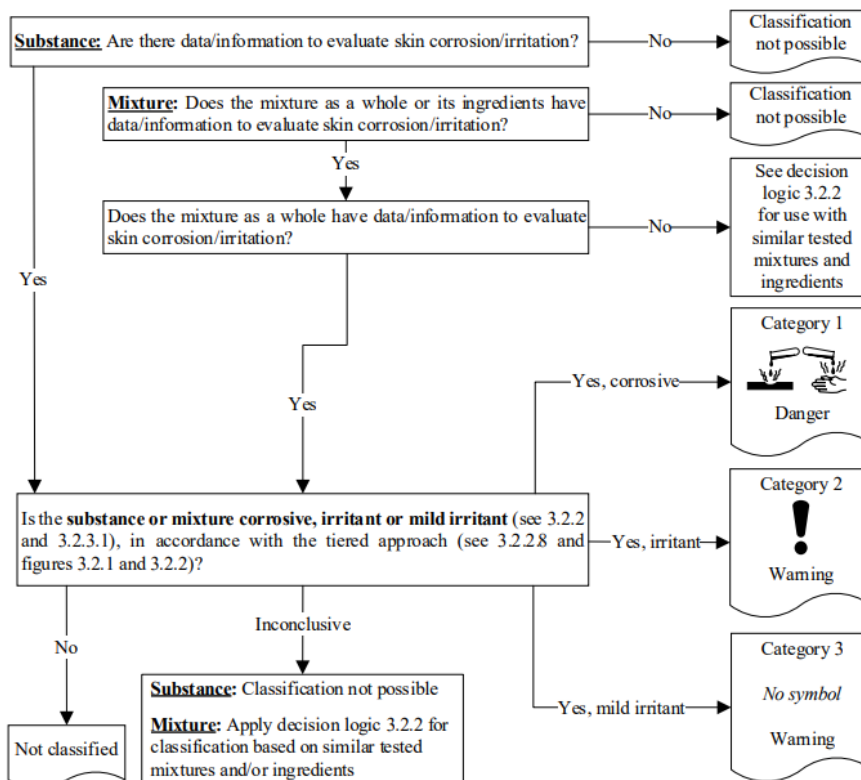 Substance: Are there data/information to evaluate skin corrosion/irritation?
No
Classification
not possible
Mixture: Does the mixture as a whole or its ingredients have
data/information to evaluate skin corrosion/irritation?
No
Classification
not possible
Yes
Does the mixture as a whole have data/information to evaluate
skin corrosion/irritation?
No
See decision
logic 3.2.2
for use with
similar tested
mixtures and
ingredients
Yes
Yes
Is the substance or mixture corrosive, irritant or mild irritant (see 3.2.2
and 3.2.3.1), in accordance with the tiered approach (see 3.2.2.8 and
figures 3.2.1 and 3.2.2)?
Yes, corrosive
Category 1
Danger
Yes, irritant
Category 2
!
Warning
Yes, mild irritant
Category 3
No symbol
Warning
No
Not classified
Inconclusive
Substance: Classification not possible
Mixture: Apply decision logic 3.2.2 for
classification based on similar tested
mixtures and/or ingredients